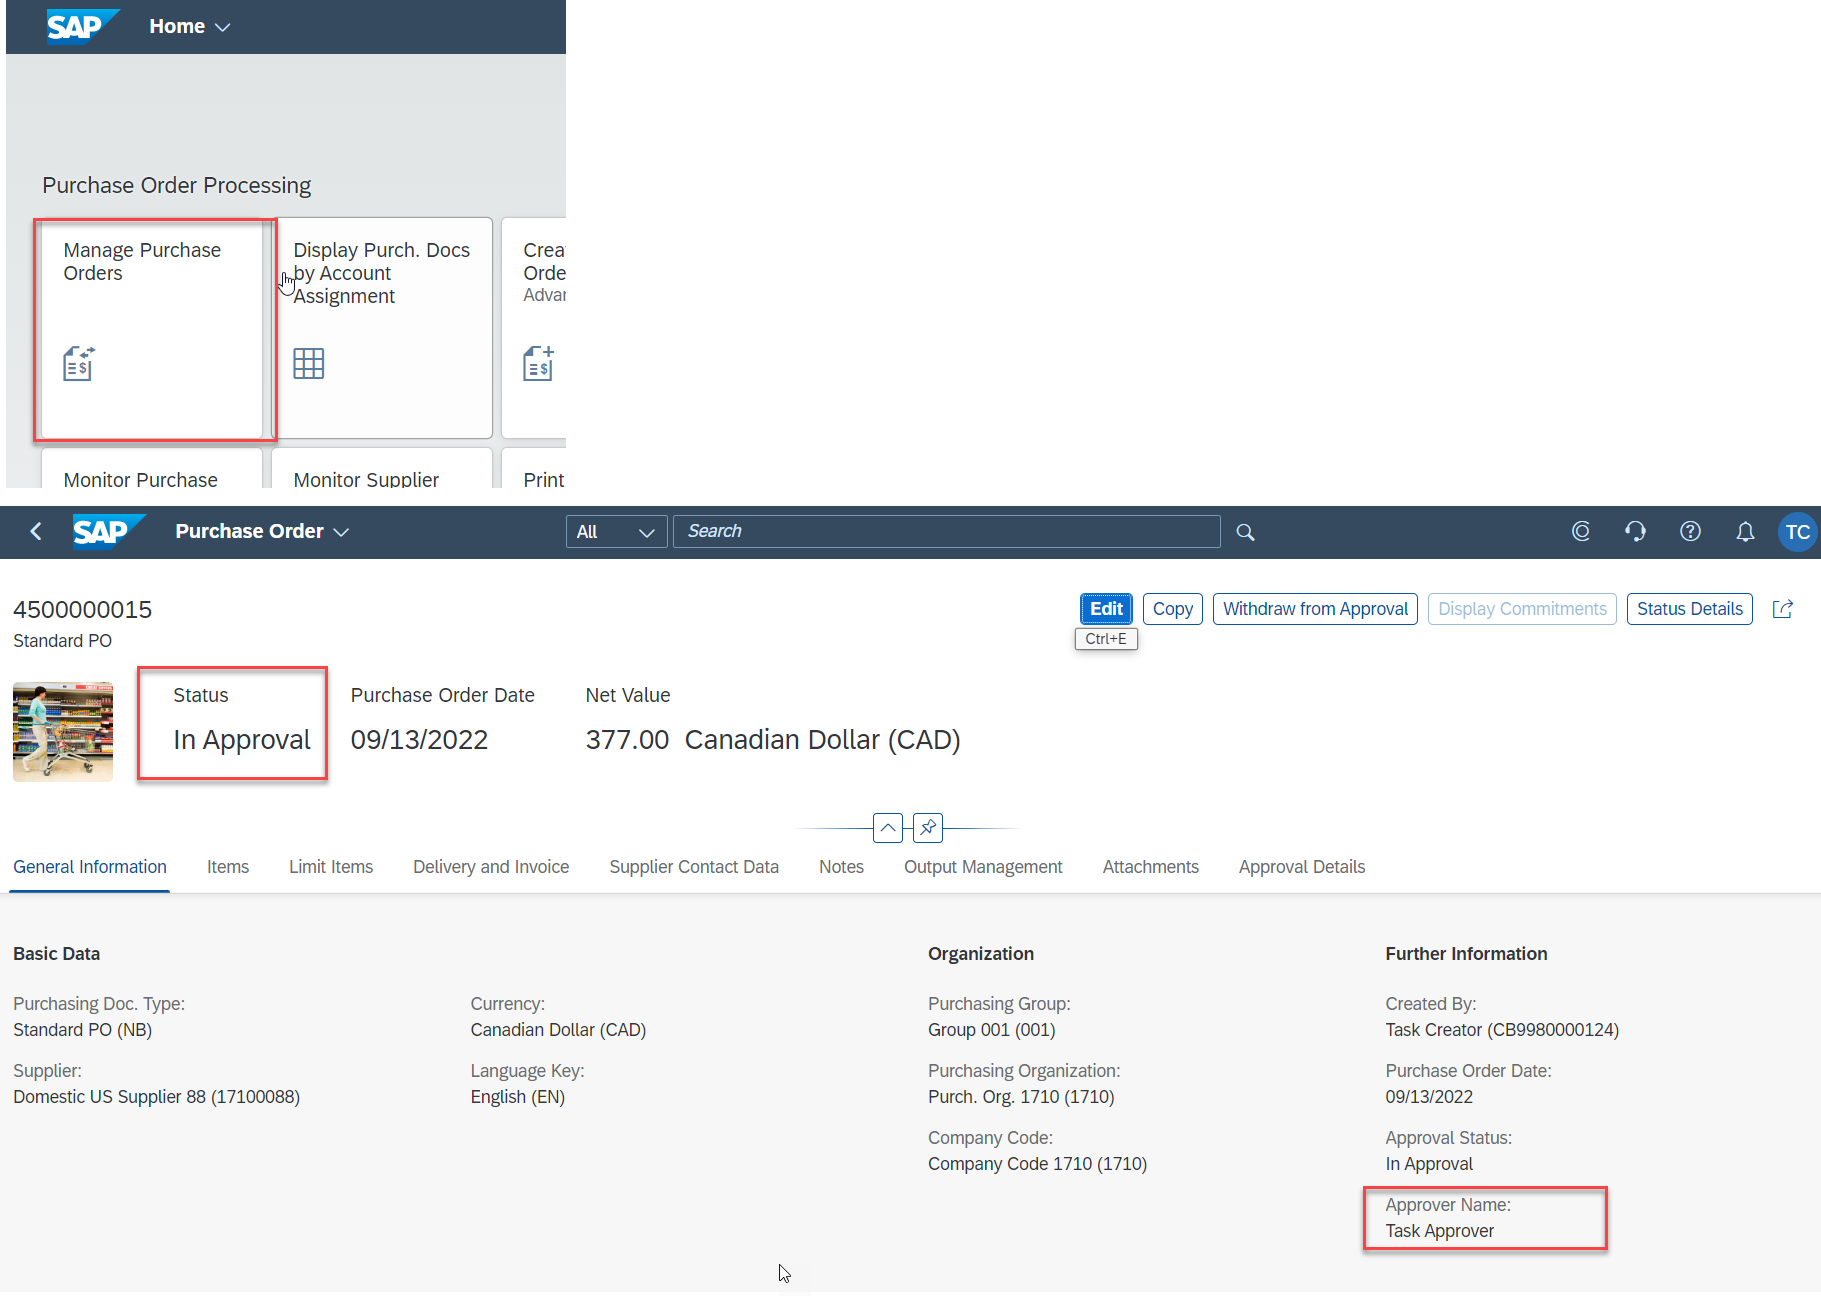 SAP Home
Purchase Order Processing
Manage Purchase
Orders
Display Purch. Docs
by Account
Assignment
Crea
Orde
Advar
Monitor Purchase
Monitor Supplier
Print
SAP Purchase Order All Search TC
4500000015
Standard PO
Edit Copy Withdraw from Approval Display Commitments Status Details
Ctrl+E
Status Purchase Order Date Net Value
In Approval 09/13/2022 377.00 Canadian Dollar (CAD)
General Information Items Limit Items Delivery and Invoice Supplier Contact Data Notes Output Management Attachments Approval Details
Basic Data
Purchasing Doc. Type:
Standard PO (NB)
Supplier:
Domestic US Supplier 88 (17100088)
Currency:
Canadian Dollar (CAD)
Language Key:
English (EN)
Organization
Purchasing Group:
Group 001 (001)
Purchasing Organization:
Purch. Org. 1710 (1710)
Company Code:
Company Code 1710 (1710)
Further Information
Created By:
Task Creator (CB9980000124)
Purchase Order Date:
09/13/2022
Approval Status:
In Approval
Approver Name:
Task Approver